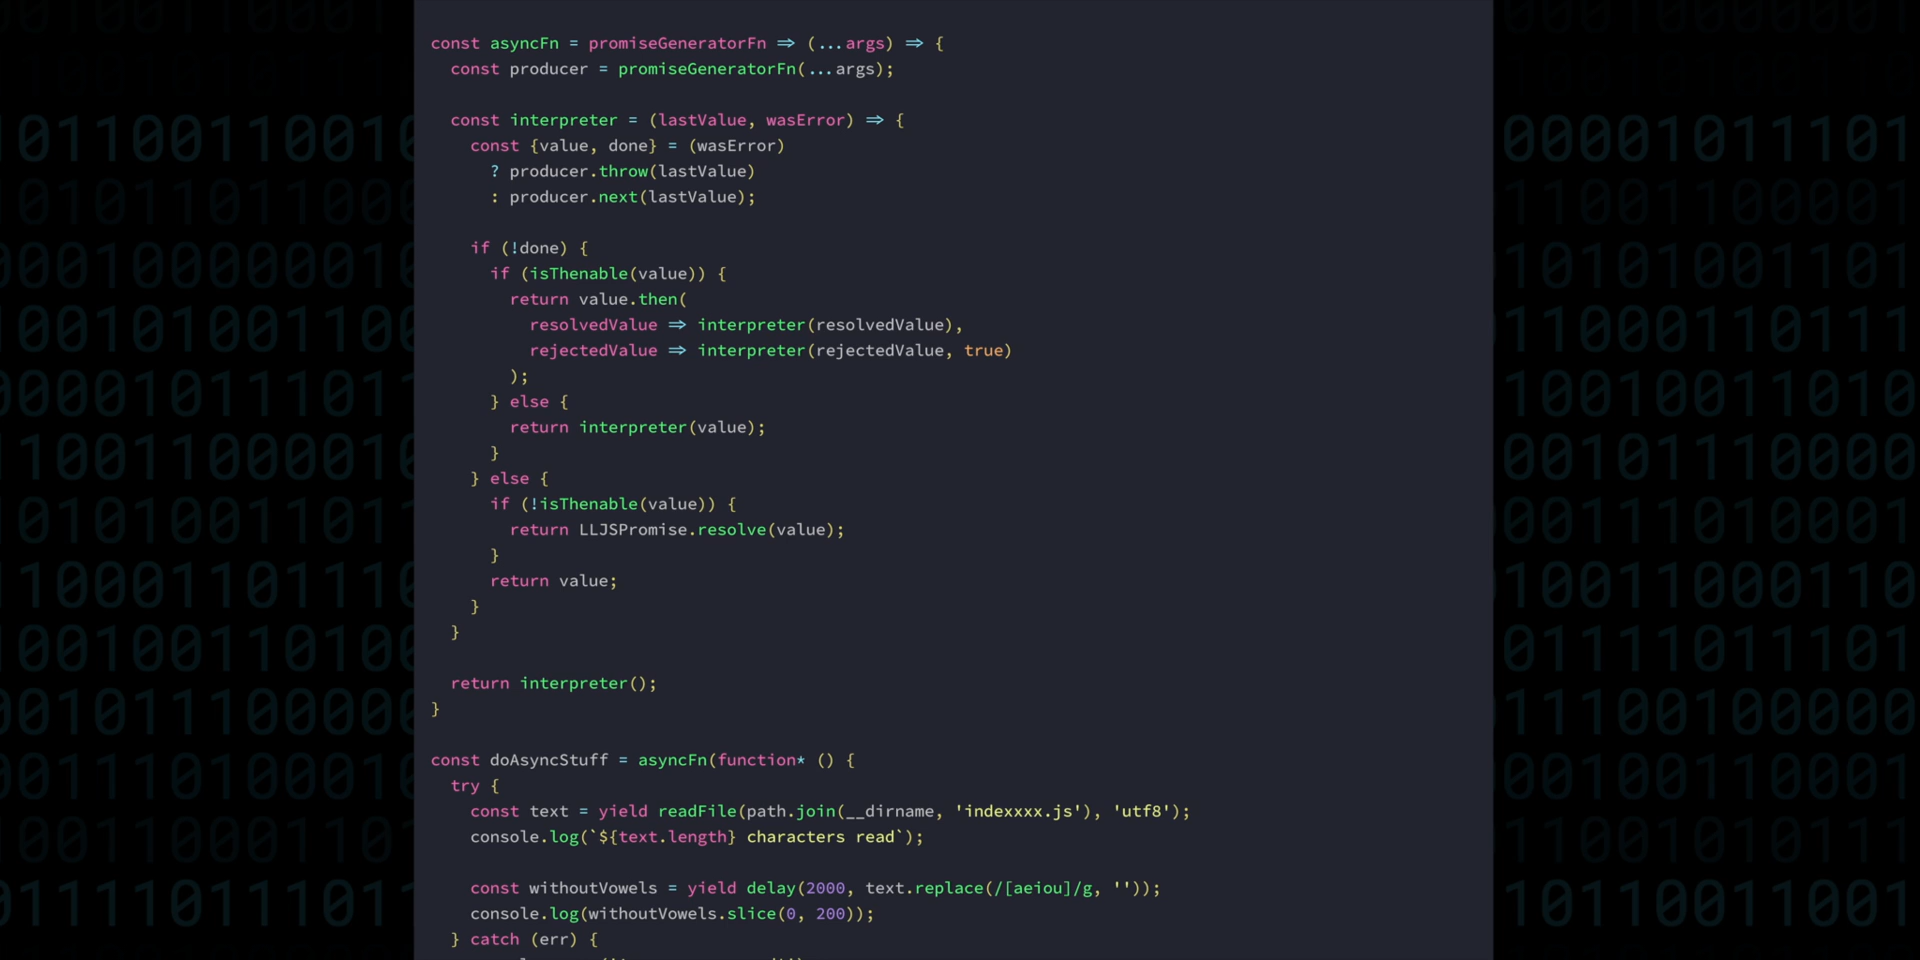 const asyncFn = promiseGeneratorFn => (...args) => {
  const producer = promiseGeneratorFn(...args);

  const interpreter = (lastValue, wasError) => {
    const {value, done} = (wasError)
      ? producer.throw(lastValue)
      : producer.next(lastValue);

    if (!done) {
      if (isThenable(value)) {
        return value.then(
          resolvedValue => interpreter(resolvedValue),
          rejectedValue => interpreter(rejectedValue, true)
        );
      } else {
        return interpreter(value);
      }
    } else {
      if (!isThenable(value)) {
        return LLJSPromise.resolve(value);
      }
      return value;
    }
  }

  return interpreter();
}

const doAsyncStuff = asyncFn(function* () {
  try {
    const text = yield readFile(path.join(__dirname, 'indexxxx.js'), 'utf8');
    console.log(`${text.length} characters read`);

    const withoutVowels = yield delay(2000, text.replace(/[aeiou]/g, ''));
    console.log(withoutVowels.slice(0, 200));
  } catch (err) {